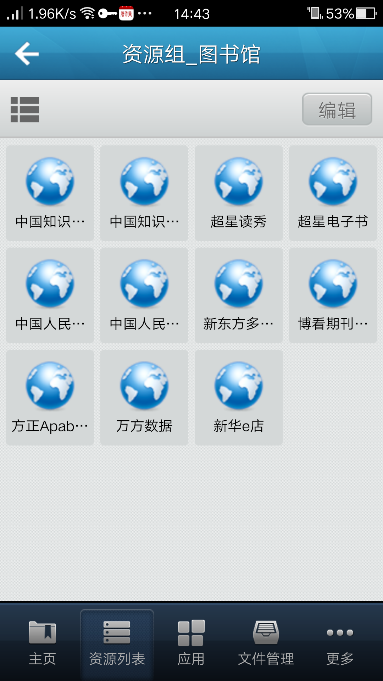 1.96K/s 14:43 53%
资源组_图书馆
编辑
中国知识… 中国知识… 超星读秀 超星电子书
中国人民… 中国人民… 新东方多… 博看期刊…
方正Apab… 万方数据 新华e店
主页 资源列表 应用 文件管理 更多